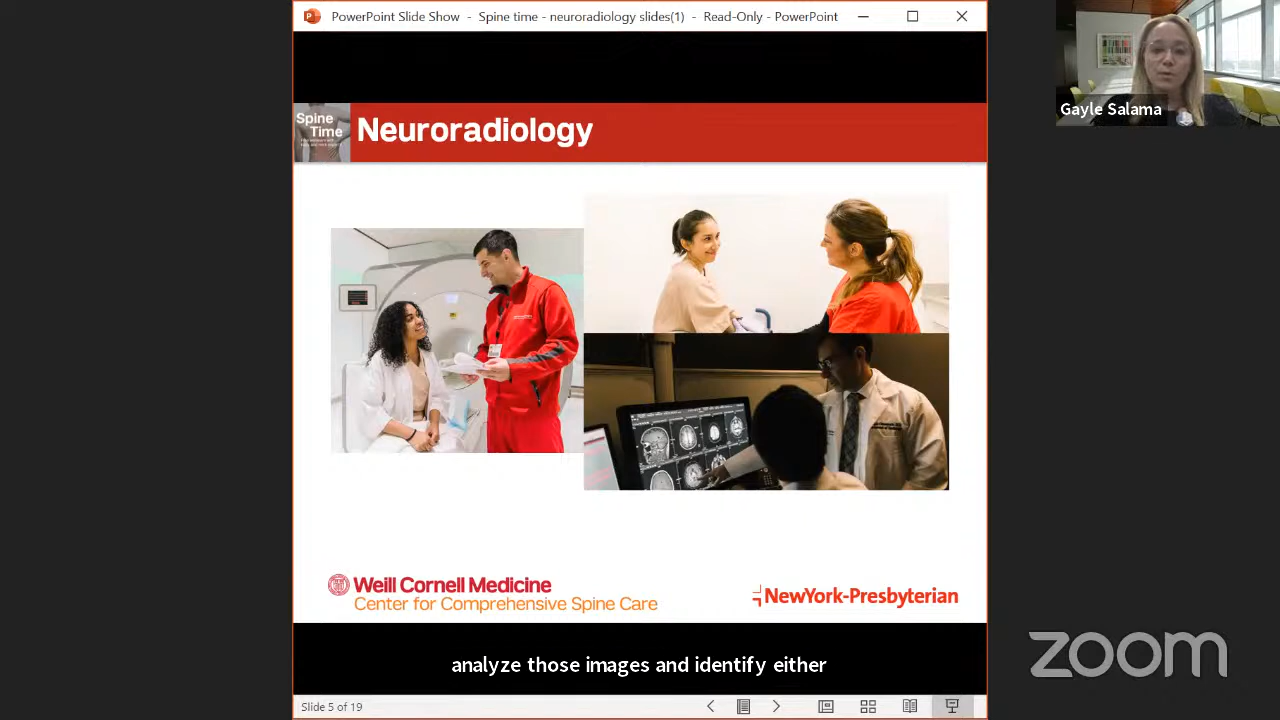 PowerPoint Slide Show - Spine time - neuroradiology slides(1) - Read-Only - PowerPoint
Gayle Salama
Spine
Time
Neuroradiology
Weill Cornell Medicine
Center for Comprehensive Spine Care
NewYork-Presbyterian
analyze those images and identify either
zoom
Slide 5 of 19